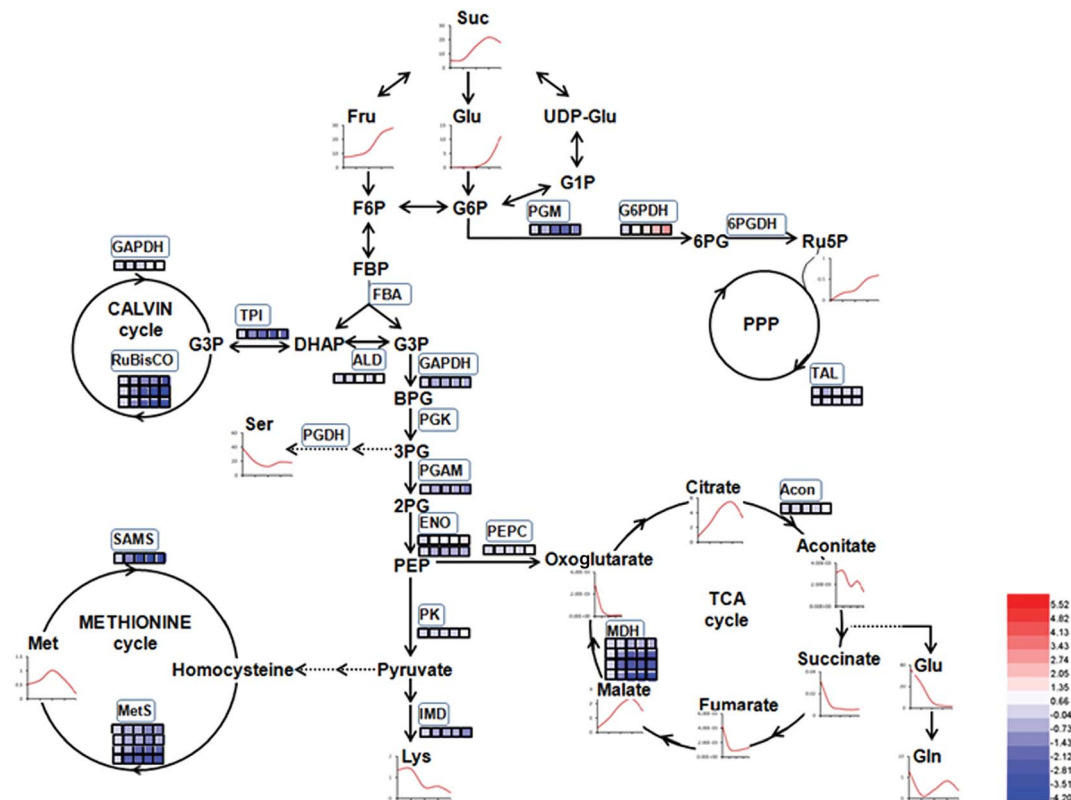 Suc
Fru
Glu
UDP-Glu
G1P
F6P
G6P
PGM
G6PDH
6PG
6PGDH
Ru5P
GAPDH
FBP
FBA
CALVIN
cycle
TPI
G3P
DHAP
G3P
ALD
PPP
RuBisCO
GAPDH
TAL
BPG
PGK
Ser
PGDH
3PG
PGAM
2PG
Citrate
Acon
ENO
PEPC
SAMS
PEP
Oxoglutarate
Aconitate
TCA
cycle
METHIONINE
cycle
PK
MDH
Met
Homocysteine
Pyruvate
Succinate
Glu
Malate
Fumarate
MetS
IMD
Lys
Gln
5.52
4.82
4.13
3.43
2.74
2.05
1.35
0.66
-0.04
-0.73
-1.43
-2.12
-2.81
-3.51
-4.20